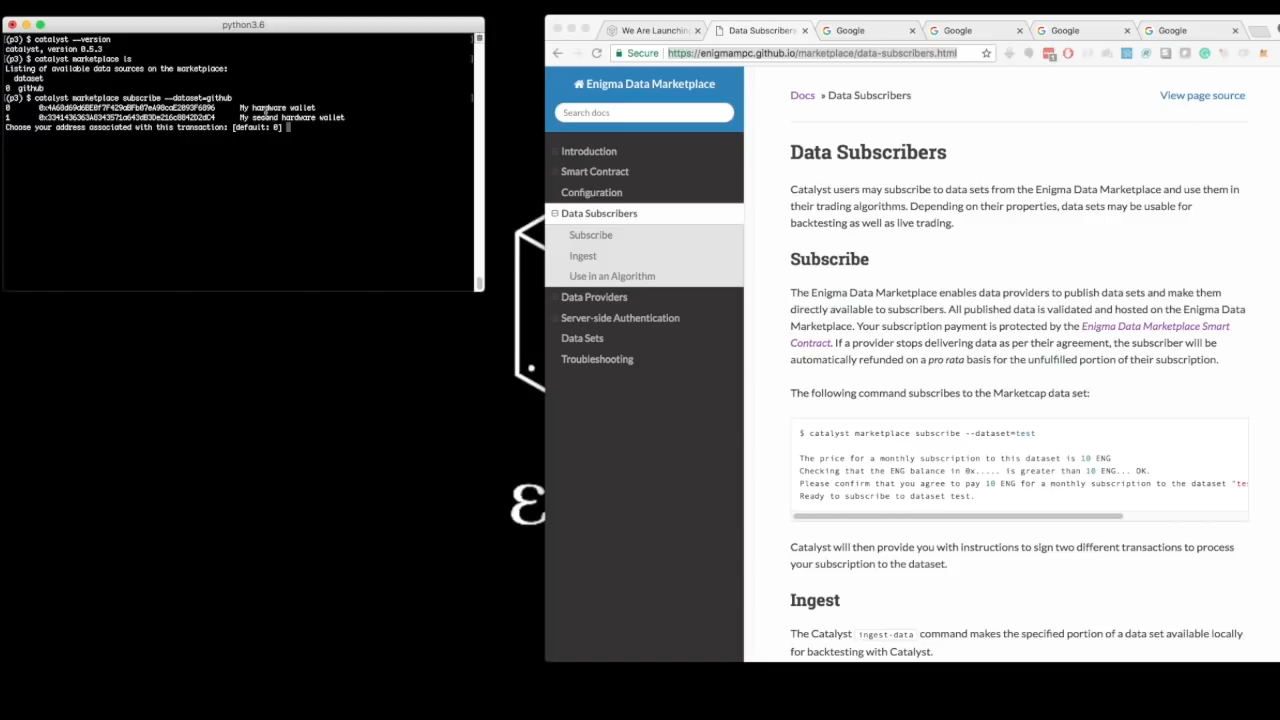 python3.6
(p3) $ catalyst --version
catalyst, version 0.5.3
(p3) $ catalyst marketplace ls
Listing of available data sources on the marketplace:
dataset
0 github
(p3) $ catalyst marketplace subscribe --dataset=github
0 My hardware wallet
1 My second hardware wallet
Choose your address associated with this transaction: [default: 0]
ε
We Are Launching
Data Subscribers
Google
Google
Google
Google
Secure
https://enigmampc.github.io/marketplace/data-subscribers.html
Enigma Data Marketplace
Search docs
Introduction
Smart Contract
Configuration
Data Subscribers
Subscribe
Ingest
Use in an Algorithm
Data Providers
Server-side Authentication
Data Sets
Troubleshooting
Docs » Data Subscribers
View page source
Data Subscribers
Catalyst users may subscribe to data sets from the Enigma Data Marketplace and use them in
their trading algorithms. Depending on their properties, data sets may be usable for
backtesting as well as live trading.
Subscribe
The Enigma Data Marketplace enables data providers to publish data sets and make them
directly available to subscribers. All published data is validated and hosted on the Enigma Data
Marketplace. Your subscription payment is protected by the Enigma Data Marketplace Smart
Contract. If a provider stops delivering data as per their agreement, the subscriber will be
automatically refunded on a pro rata basis for the unfulfilled portion of their subscription.
The following command subscribes to the Marketcap data set:
$ catalyst marketplace subscribe --dataset=test
The price for a monthly subscription to this dataset is 10 ENG
Checking that the ENG balance in 0x..... is greater than 10 ENG... OK.
Please confirm that you agree to pay 10 ENG for a monthly subscription to the dataset "te
Ready to subscribe to dataset test.
Catalyst will then provide you with instructions to sign two different transactions to process
your subscription to the dataset.
Ingest
The Catalyst ingest-data command makes the specified portion of a data set available locally
for backtesting with Catalyst.